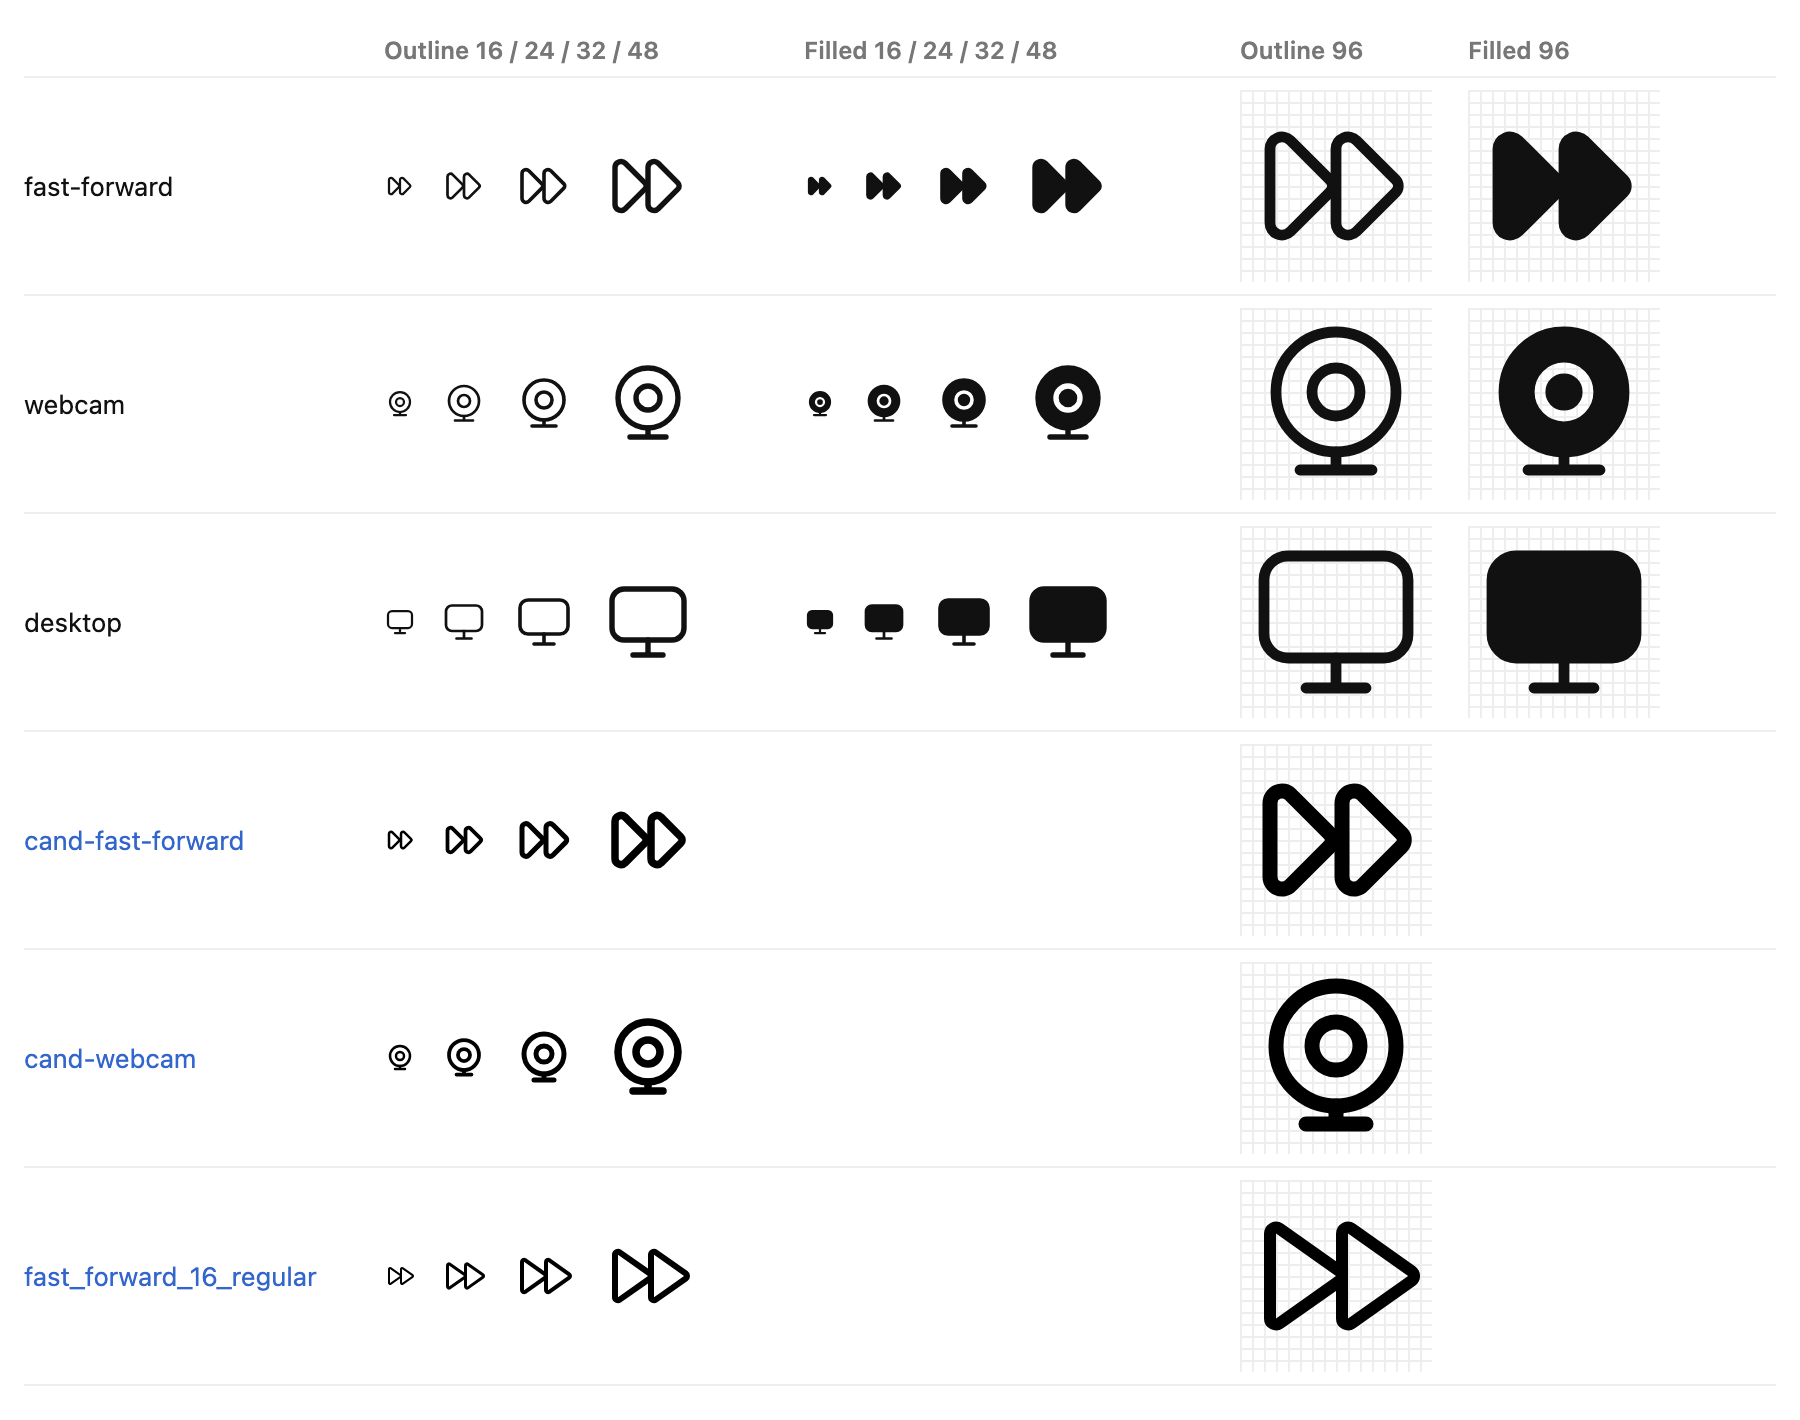 Outline 16 / 24 / 32 / 48 Filled 16 / 24 / 32 / 48 Outline 96 Filled 96
fast-forward
webcam
desktop
cand-fast-forward
cand-webcam
fast_forward_16_regular